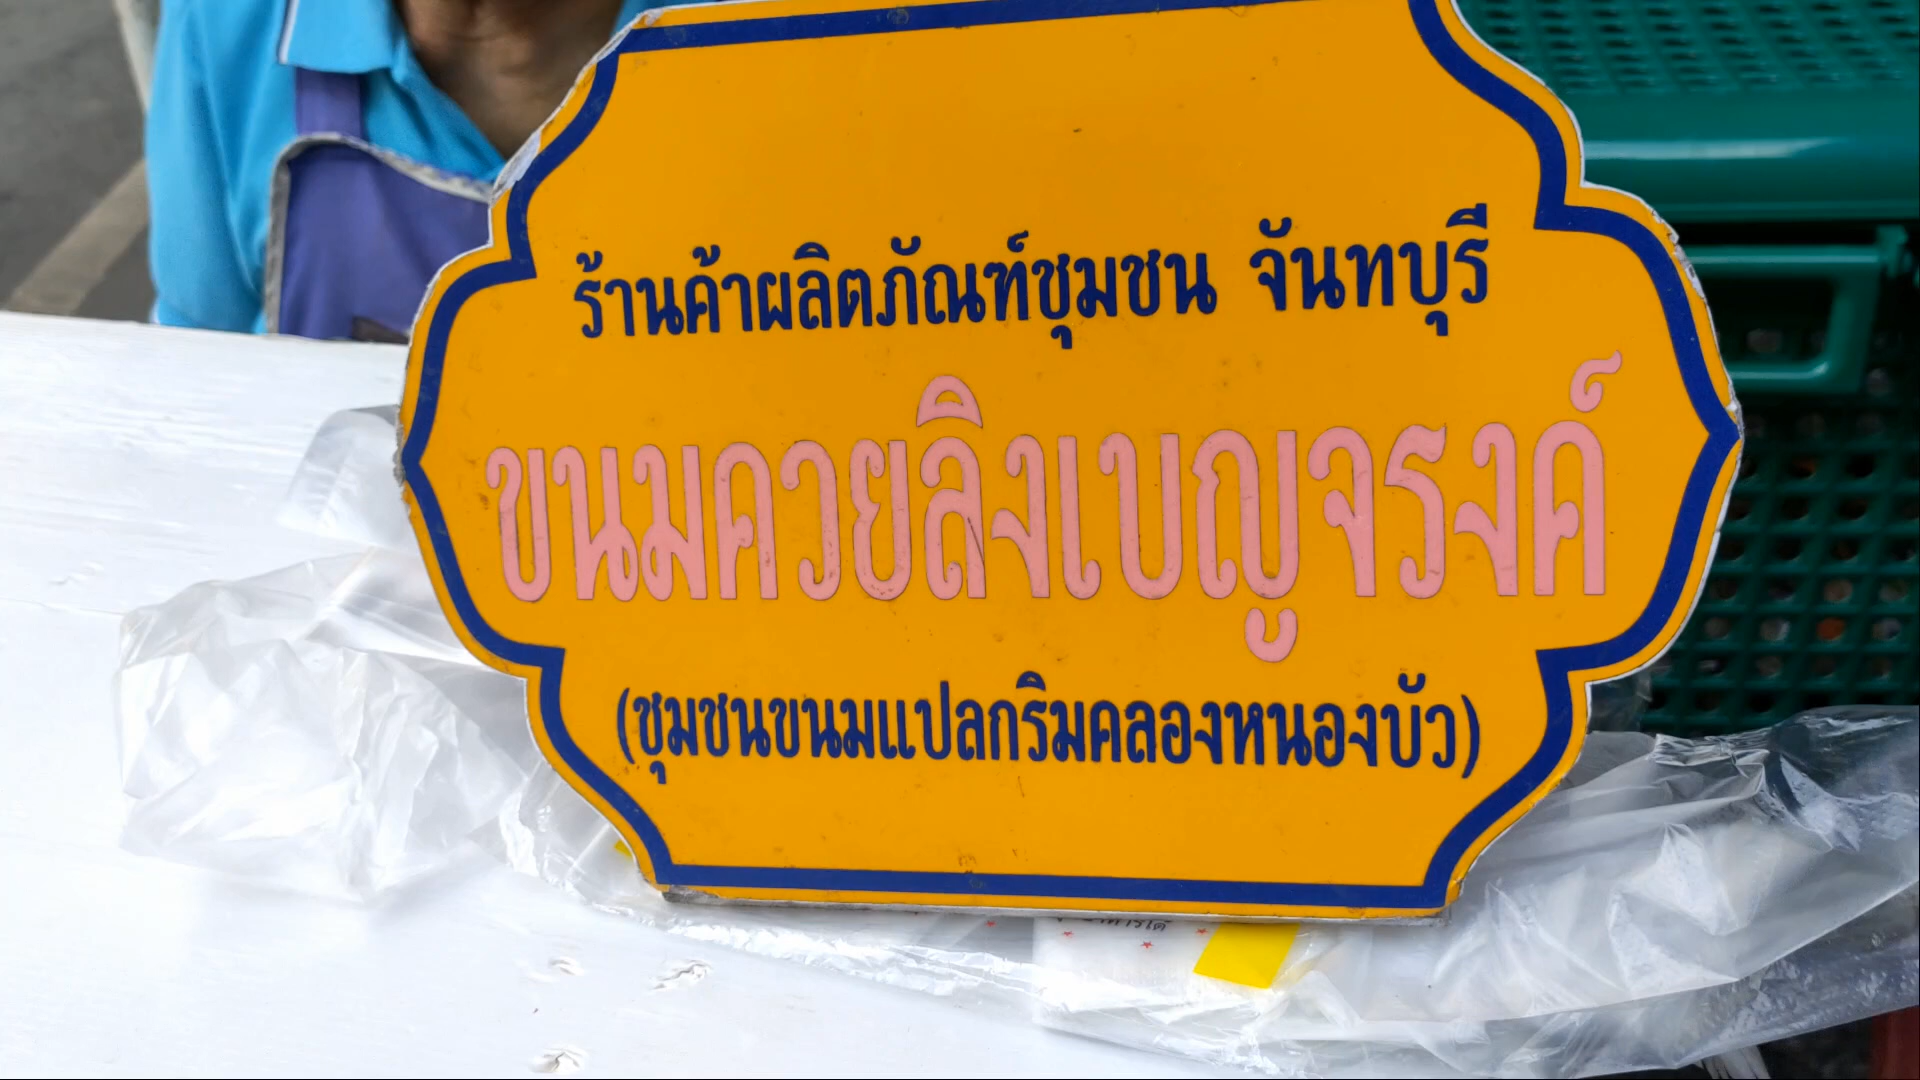 ร้านค้าผลิตภัณฑ์ชุมชน จันทบุรี
ขนมควยลิงเบญจรงค์
(ชุมชนขนมแปลกริมคลองหนองบัว)